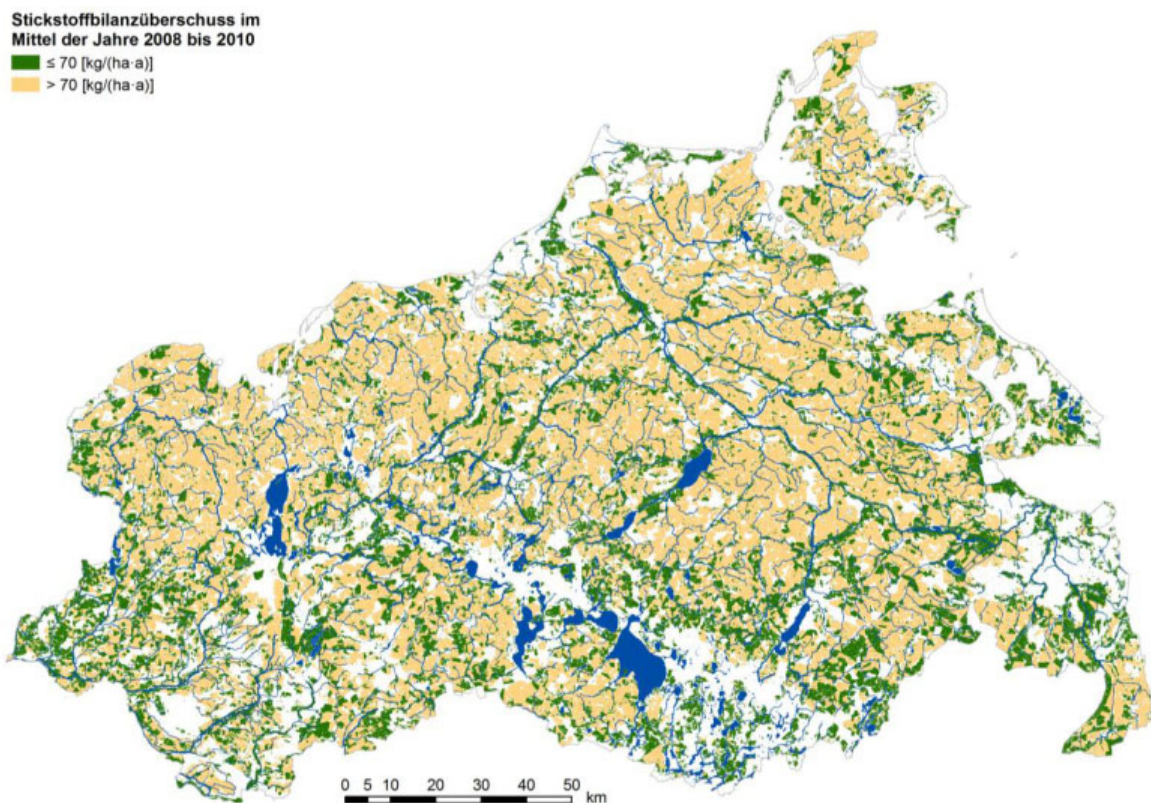 Stickstoffbilanzüberschuss im
Mittel der Jahre 2008 bis 2010
≤ 70 [kg/(ha·a)]
> 70 [kg/(ha·a)]
0 5 10 20 30 40 50
km